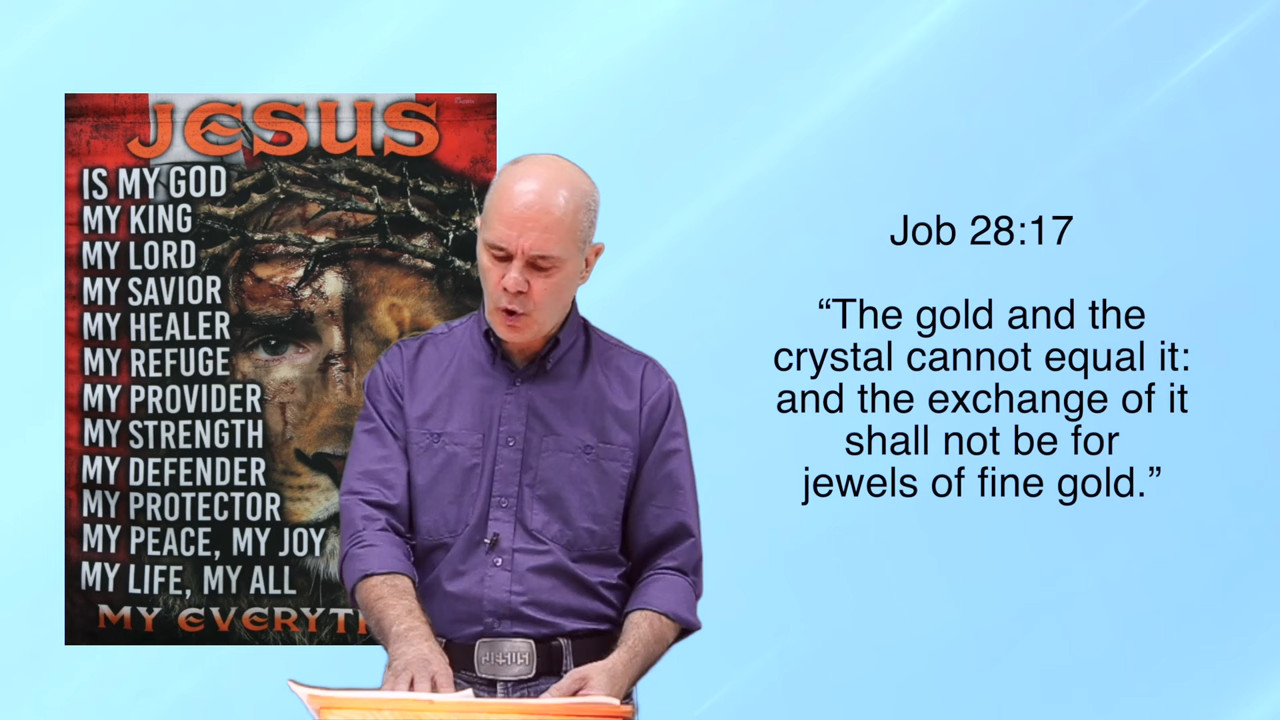 JESUS
IS MY GOD
MY KING
MY LORD
MY SAVIOR
MY HEALER
MY REFUGE
MY PROVIDER
MY STRENGTH
MY DEFENDER
MY PROTECTOR
MY PEACE, MY JOY
MY LIFE, MY ALL
MY EVERYT
JESUS
Job 28:17
“The gold and the
crystal cannot equal it:
and the exchange of it
shall not be for
jewels of fine gold.”